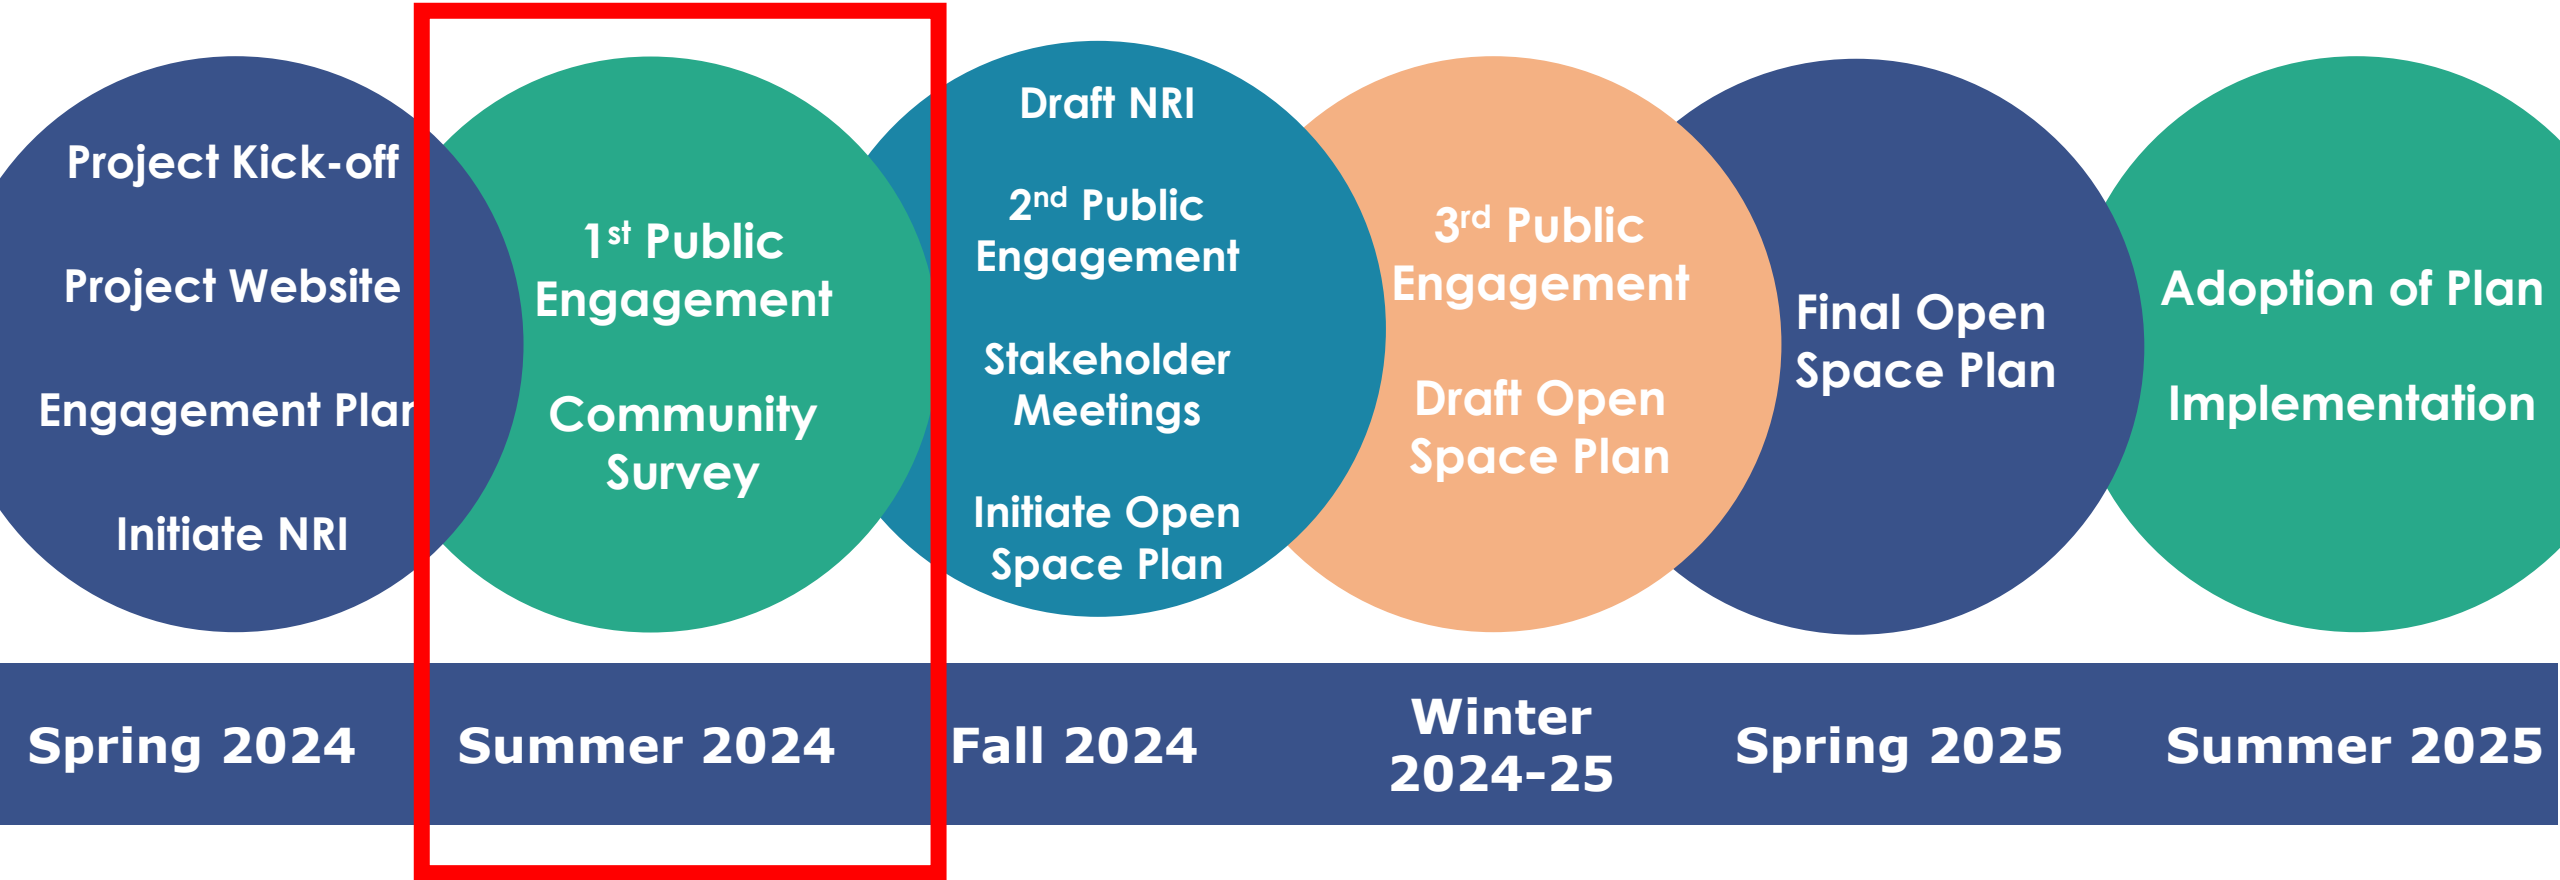 Project Kick-off
Project Website
Engagement Plan
Initiate NRI
1st Public
Engagement
Community
Survey
Draft NRI
2nd Public
Engagement
Stakeholder
Meetings
Initiate Open
Space Plan
3rd Public
Engagement
Draft Open
Space Plan
Final Open
Space Plan
Adoption of Plan
Implementation
Spring 2024
Summer 2024
Fall 2024
Winter
2024-25
Spring 2025
Summer 2025